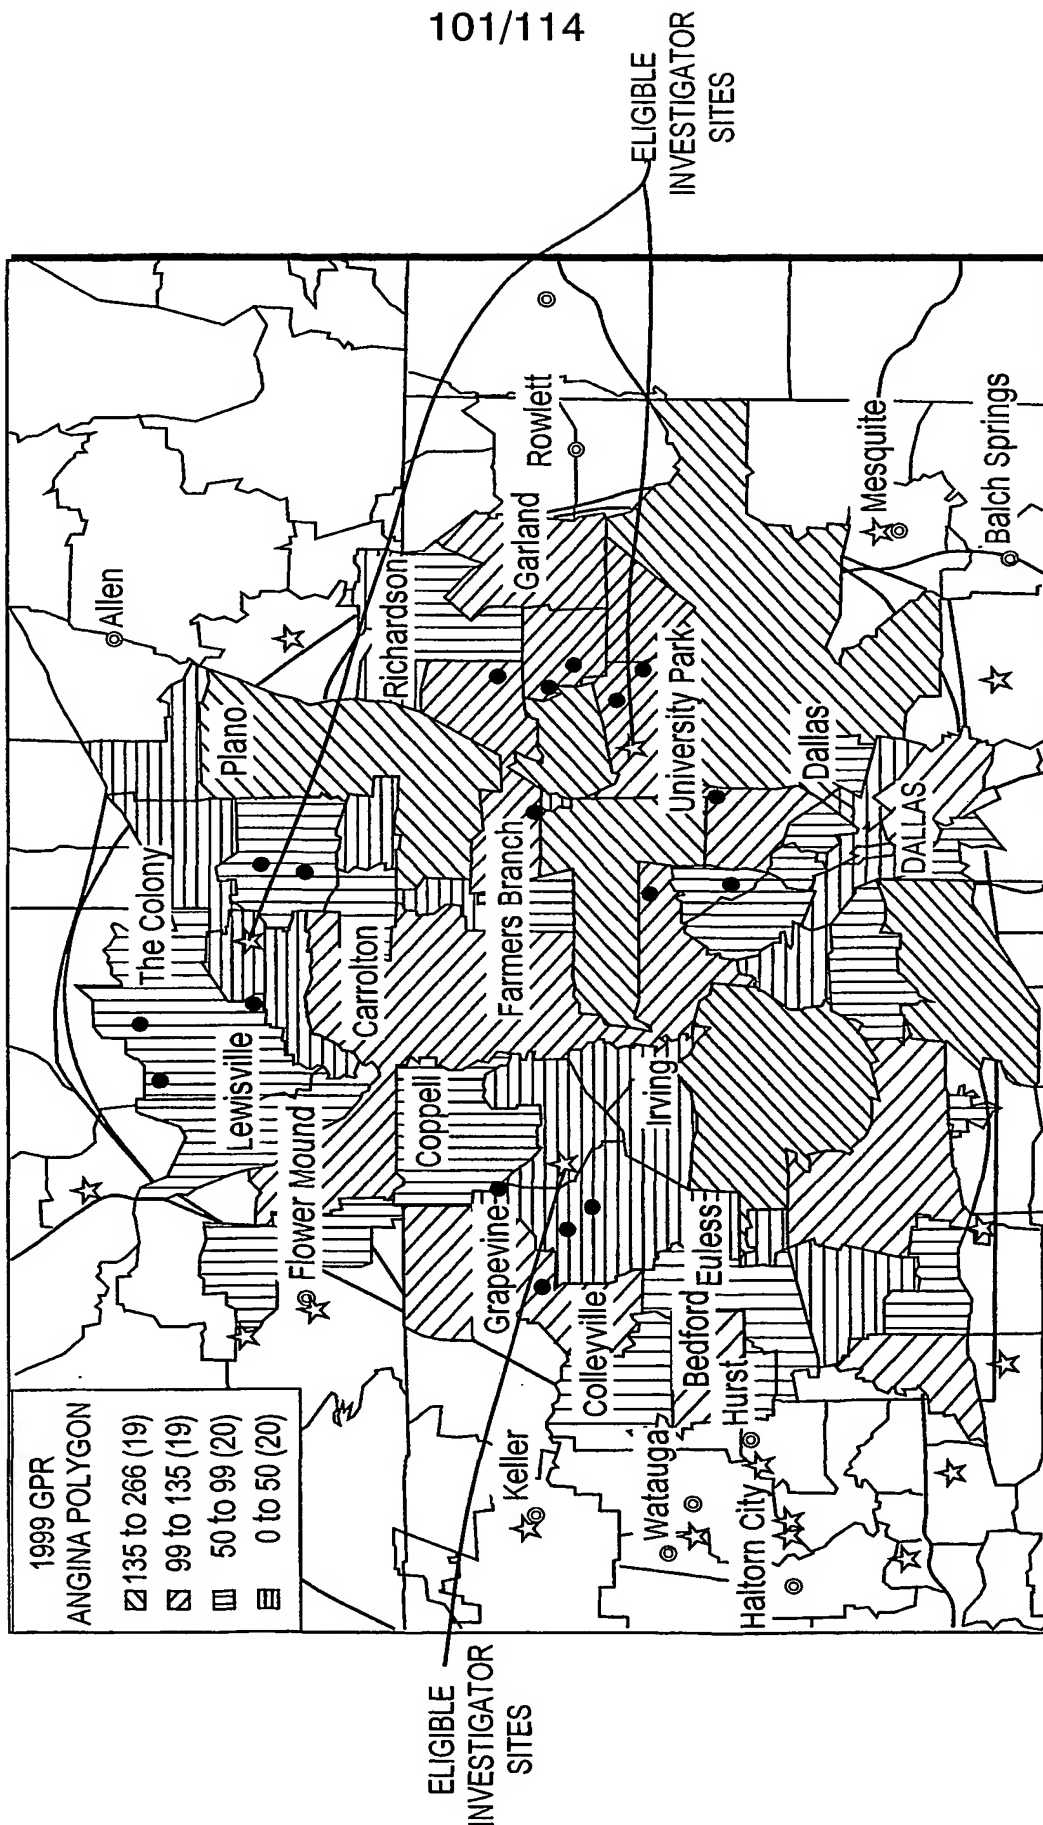 101/114
ELIGIBLE
INVESTIGATOR
SITES
ELIGIBLE
INVESTIGATOR
SITES
1999 GPR
ANGINA POLYGON
135 to 266 (19)
99 to 135 (19)
50 to 99 (20)
0 to 50 (20)
Allen
The Colony
Plano
Lewisville
Flower Mound
Richardson
Carrolton
Coppell
Rowlett
Garland
Farmers Branch
Grapevine
Keller
Colleyville
University Park
Irving
Euless
Bedford
Hurst
Watauga
Haltorn City
Dallas
DALLAS
Mesquite
Balch Springs